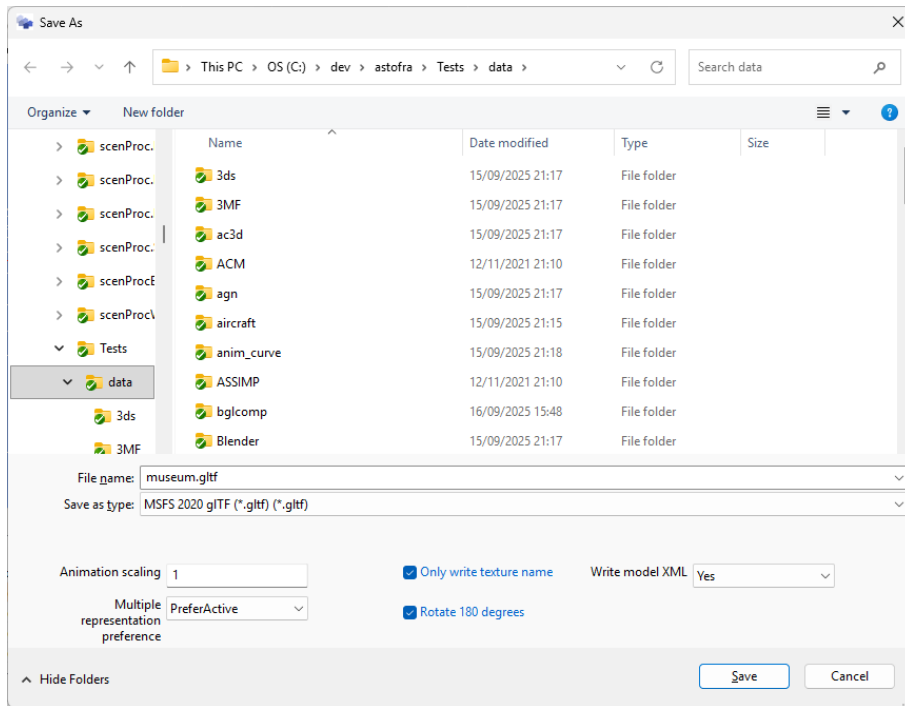 Save As
This PC > OS (C:) > dev > astofra > Tests > data >
Search data
Organize
New folder
Name Date modified Type Size
scenProc.
scenProc.
scenProc.
scenProc.
scenProcE
scenProcV
Tests
data
3ds
3MF
3ds 15/09/2025 21:17 File folder
3MF 15/09/2025 21:17 File folder
ac3d 15/09/2025 21:17 File folder
ACM 12/11/2021 21:10 File folder
agn 15/09/2025 21:17 File folder
aircraft 15/09/2025 21:15 File folder
anim_curve 15/09/2025 21:18 File folder
ASSIMP 12/11/2021 21:10 File folder
bglcomp 16/09/2025 15:48 File folder
Blender 15/09/2025 21:17 File folder
File name: museum.gltf
Save as type: MSFS 2020 glTF (*.gltf) (*.gltf)
Animation scaling 1
Only write texture name
Write model XML Yes
Multiple
representation
preference
PreferActive
Rotate 180 degrees
Hide Folders
Save
Cancel